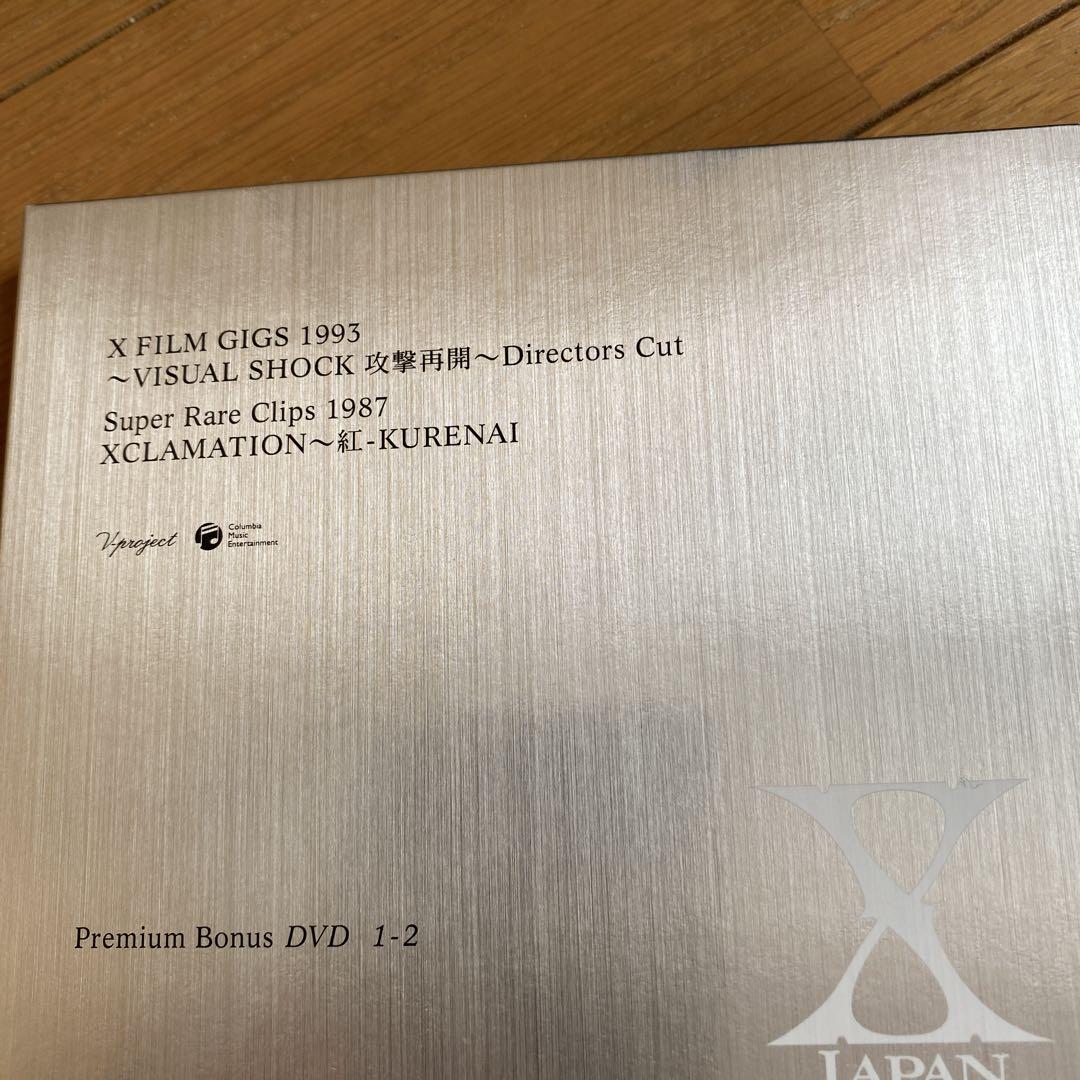 X FILM GIGS 1993
〜VISUAL SHOCK 攻撃再開〜Directors Cut
Super Rare Clips 1987
XCLAMATION〜紅-KURENAI
V-project
Columbia
Music
Entertainment
Premium Bonus DVD 1-2
X
JAPAN